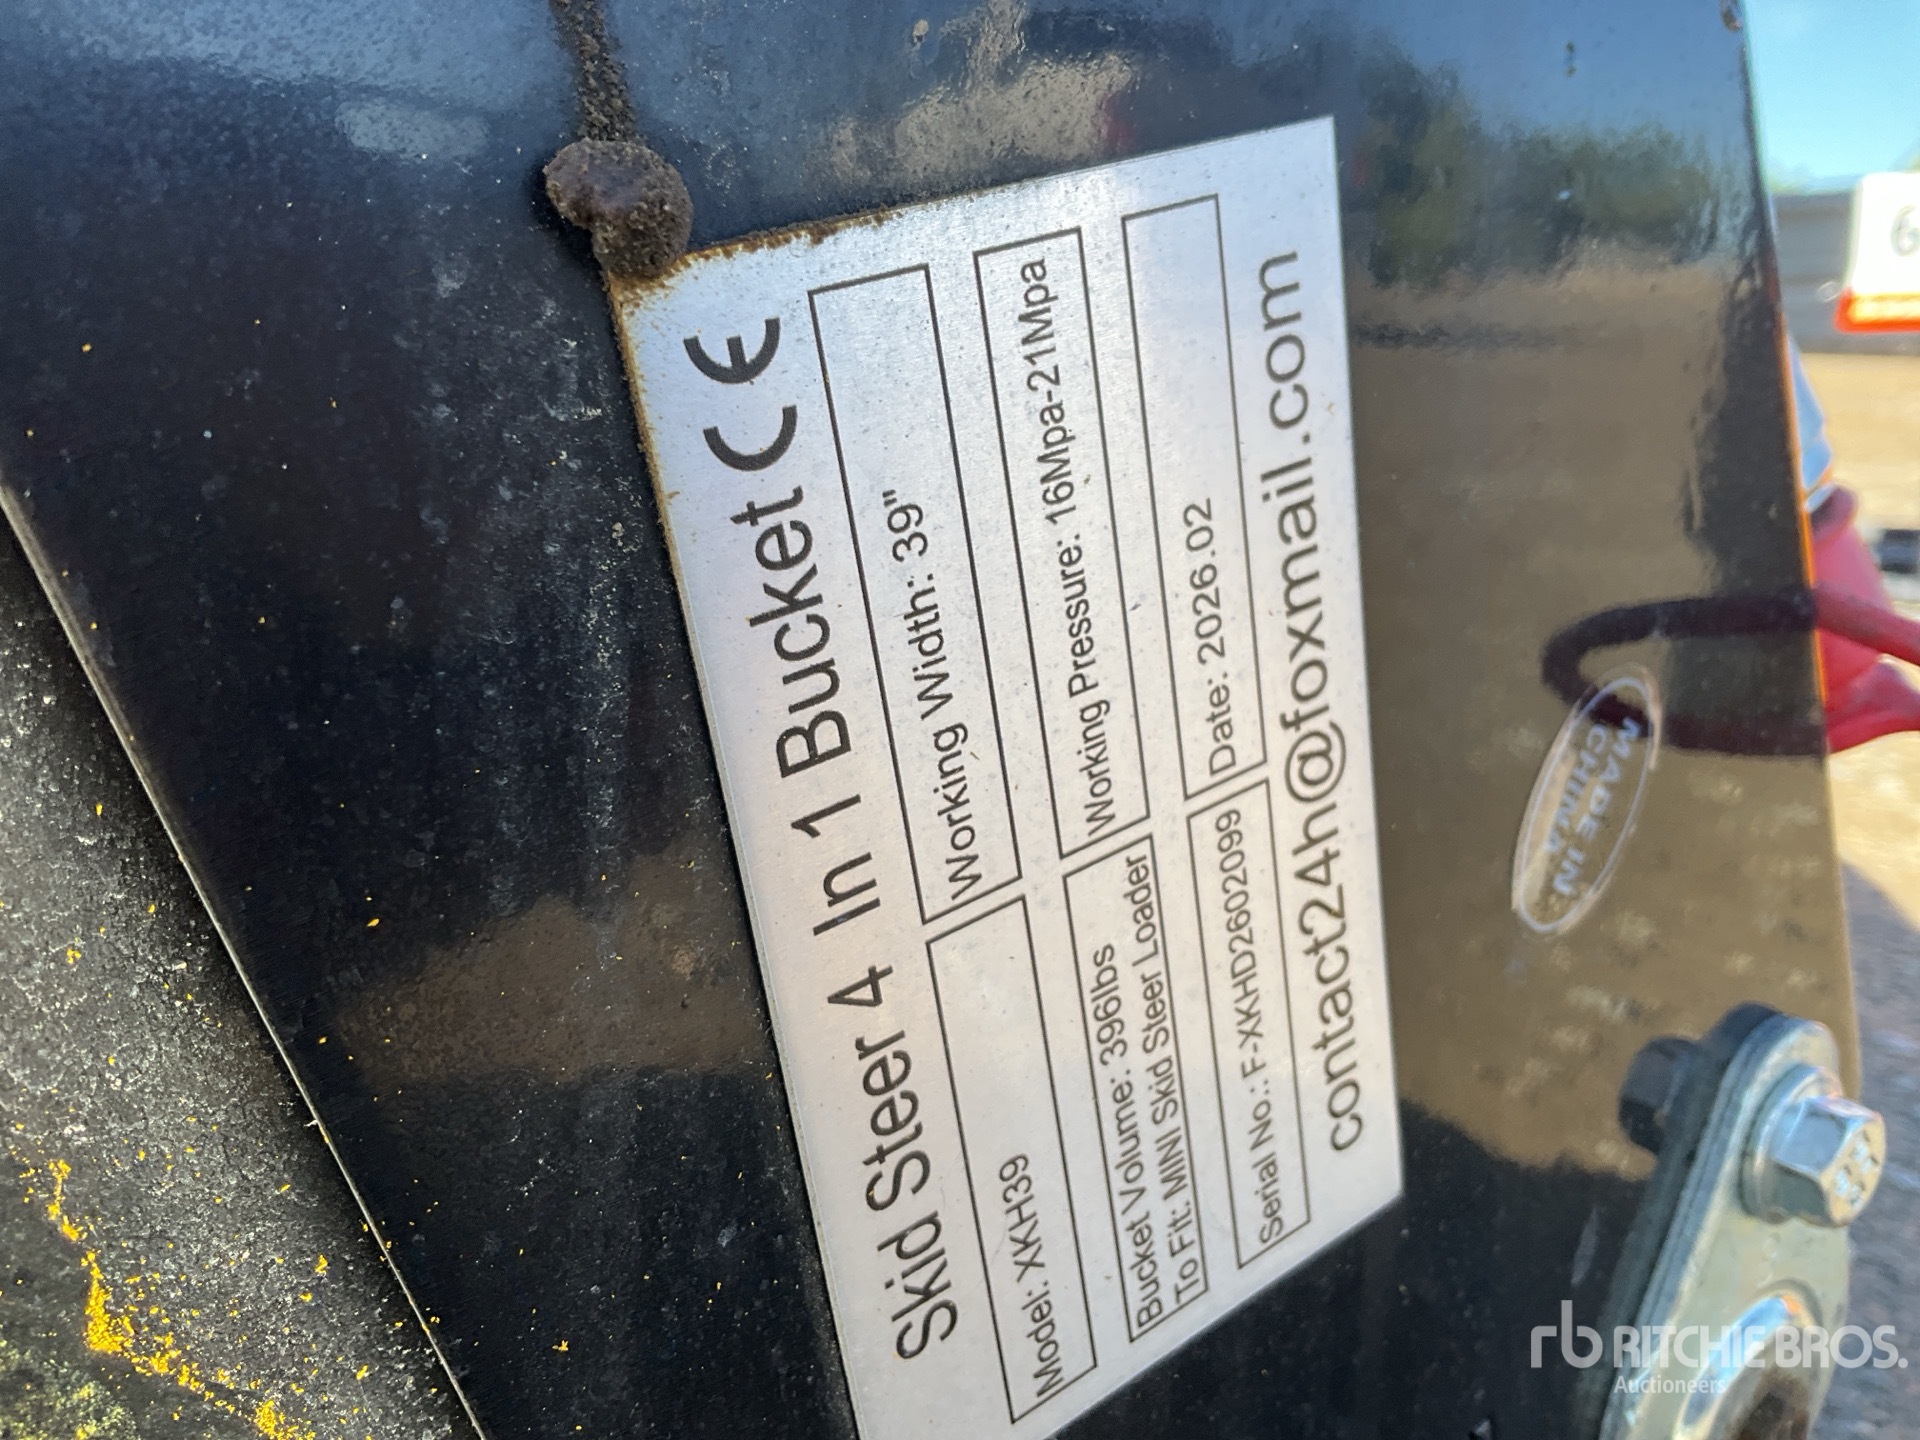 Skid Steer 4 In 1 Bucket CE
Model: XKH39
Working Width: 39"
Bucket Volume: 396lbs
To Fit: MINI Skid Steer Loader
Working Pressure: 16Mpa-21Mpa
Serial No.: F-XKHD2602099
Date: 2026.02
contact24h@foxmail.com
MADE IN
CHINA
6
rb RITCHIE BROS.
Auctioneers